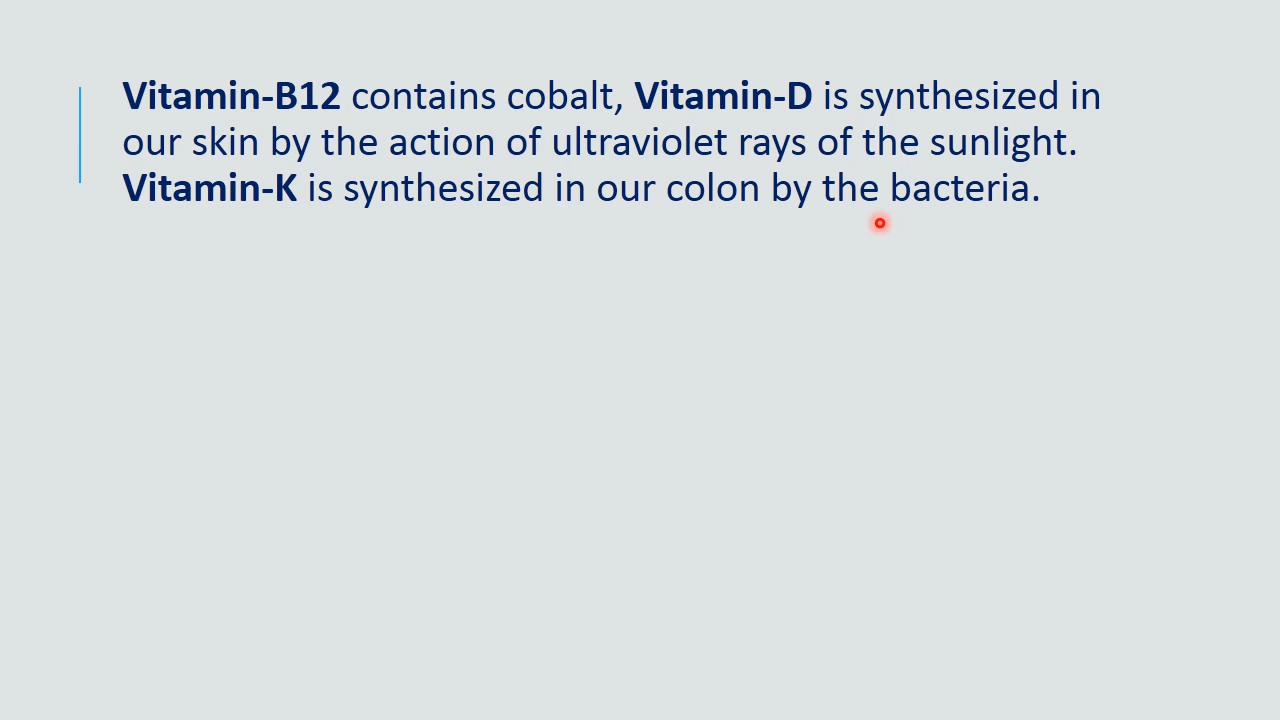 Vitamin-B12 contains cobalt, Vitamin-D is synthesized in
our skin by the action of ultraviolet rays of the sunlight.
Vitamin-K is synthesized in our colon by the bacteria.